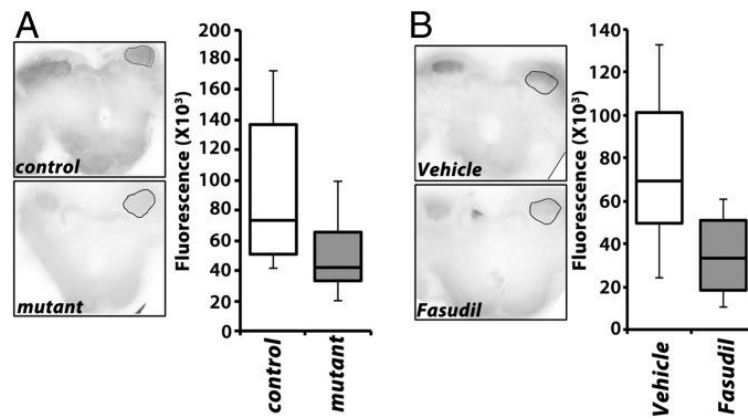 A
control
mutant
Fluorescence (X10³)
200
180
160
140
120
100
80
60
40
20
0
control
mutant
B
Vehicle
Fasudil
Fluorescence (X10³)
140
120
100
80
60
40
20
0
Vehicle
Fasudil